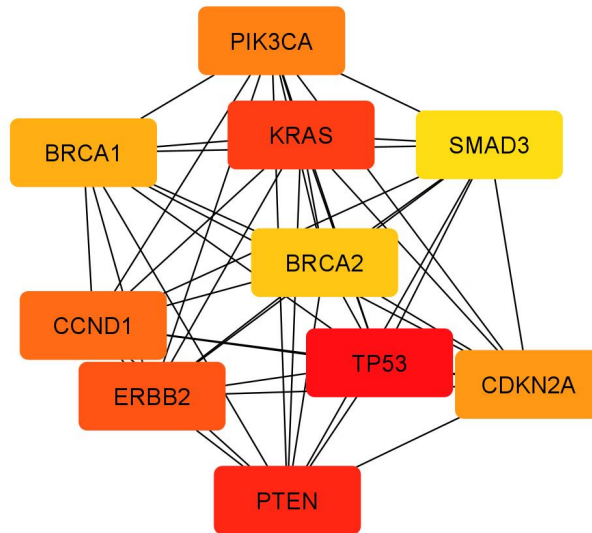 PIK3CA
KRAS
SMAD3
BRCA1
BRCA2
CCND1
TP53
ERBB2
CDKN2A
PTEN